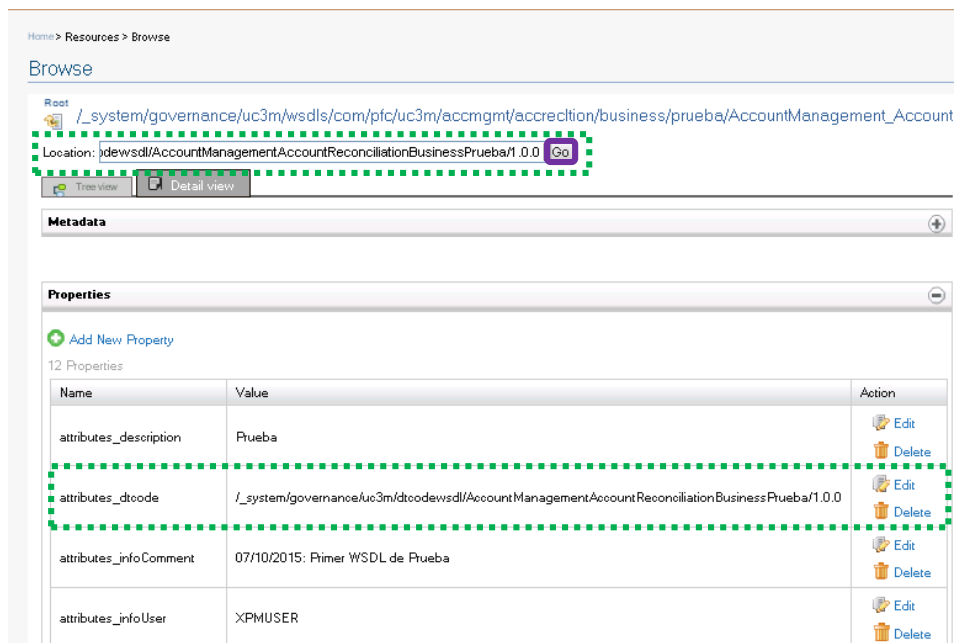 Home > Resources > Browse
Browse
Root
/_system/governance/uc3m/wsdls/com/pfc/uc3m/accmgmt/accrecltion/business/prueba/AccountManagement_Account
Location: odewsdl/AccountManagementAccountReconciliationBusinessPrueba/1.0.0 Go
Tree view Detail view
Metadata
Properties
Add New Property
12 Properties
Name Value Action
attributes_description Prueba Edit
Delete
attributes_dtcode /_system/governance/uc3m/dtcodewsdl/AccountManagementAccountReconciliationBusinessPrueba/1.0.0 Edit
Delete
attributes_infoComment 07/10/2015: Primer WSDL de Prueba Edit
Delete
attributes_infoUser XPMUSER Edit
Delete